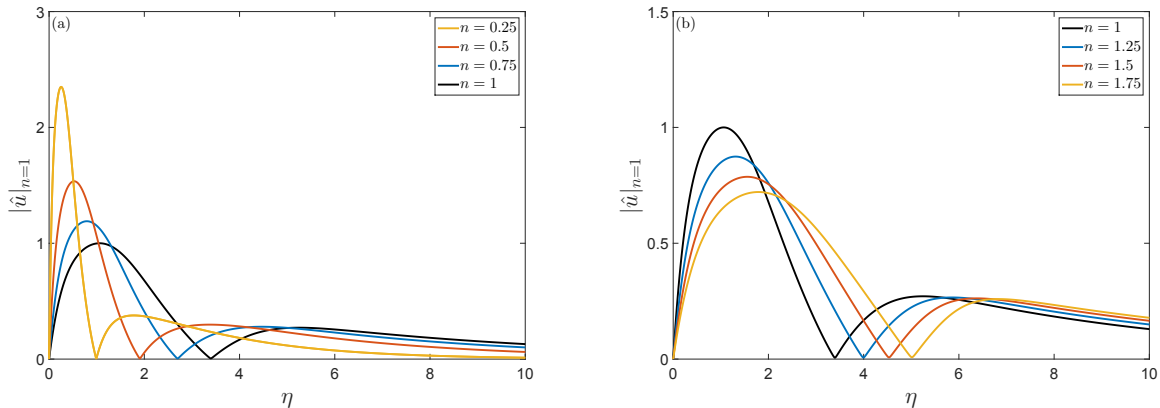 (a)
n = 0.25
n = 0.5
n = 0.75
n = 1
3
2
1
0
|û|ₙ₌₁
0 2 4 6 8 10
η
(b)
n = 1
n = 1.25
n = 1.5
n = 1.75
1.5
1
0.5
0
|û|ₙ₌₁
0 2 4 6 8 10
η